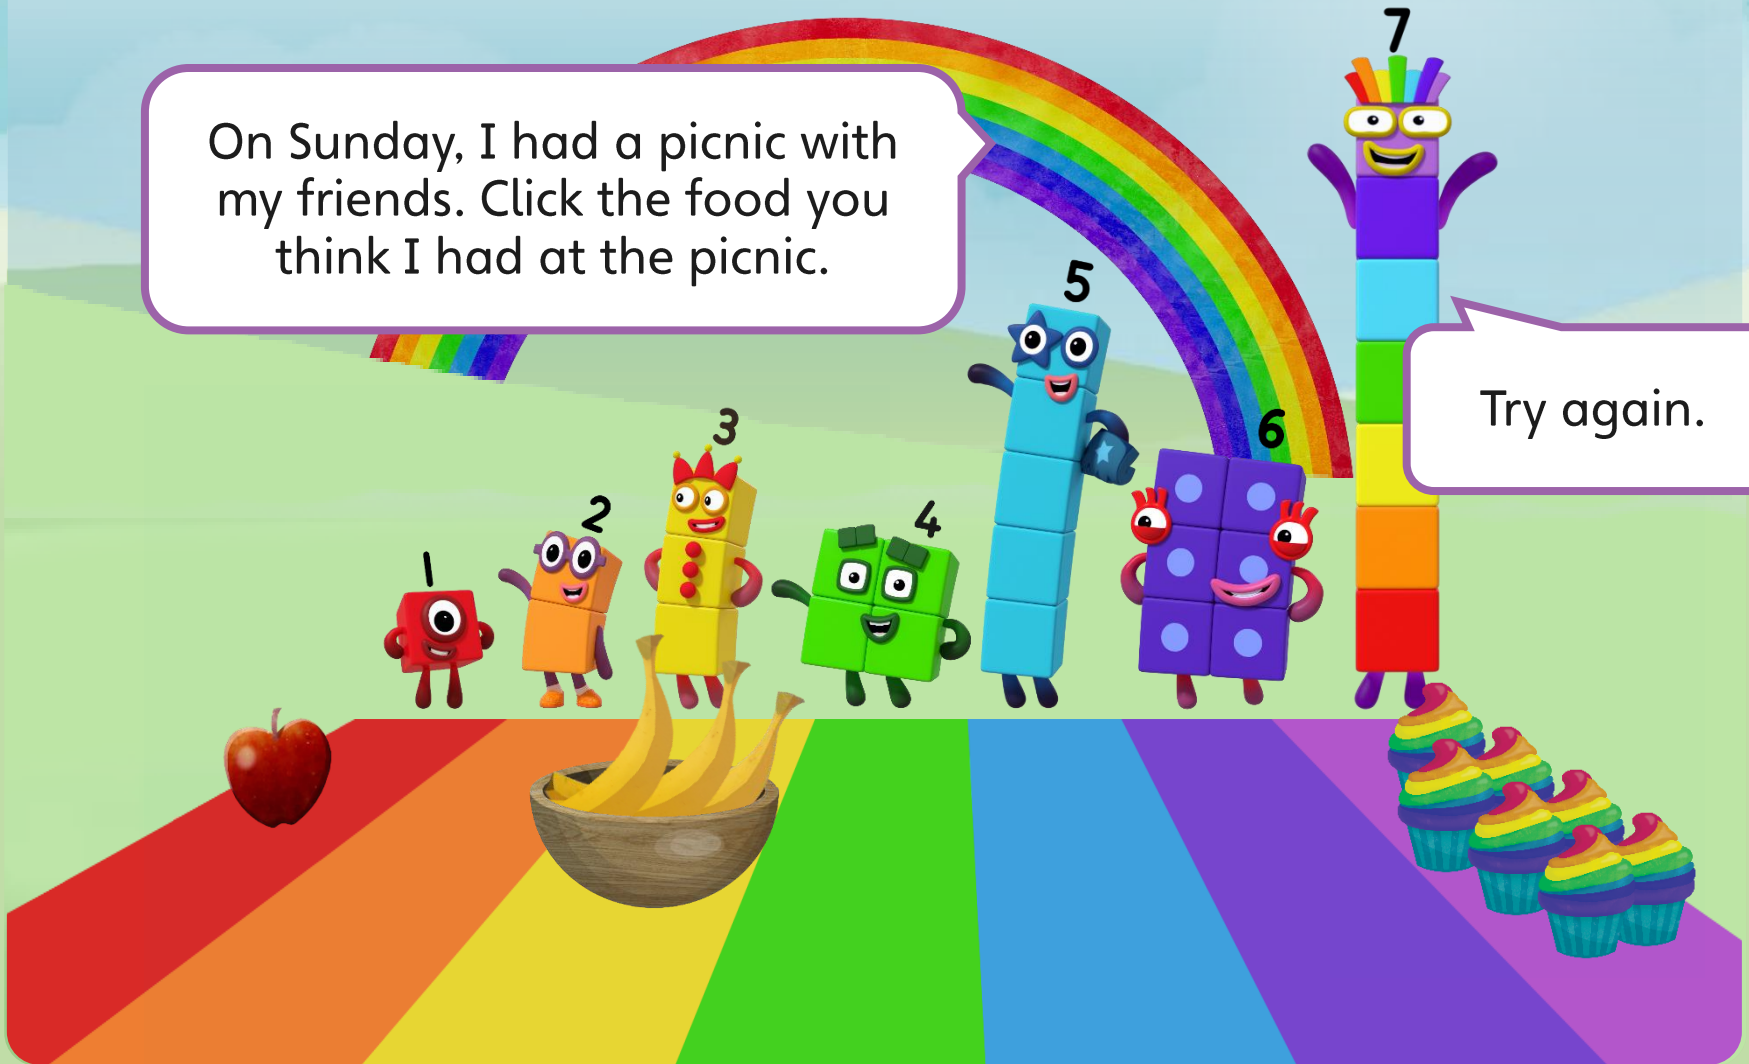 7
On Sunday, I had a picnic with
my friends. Click the food you
think I had at the picnic.
5
Try again.
3
6
2
4
1